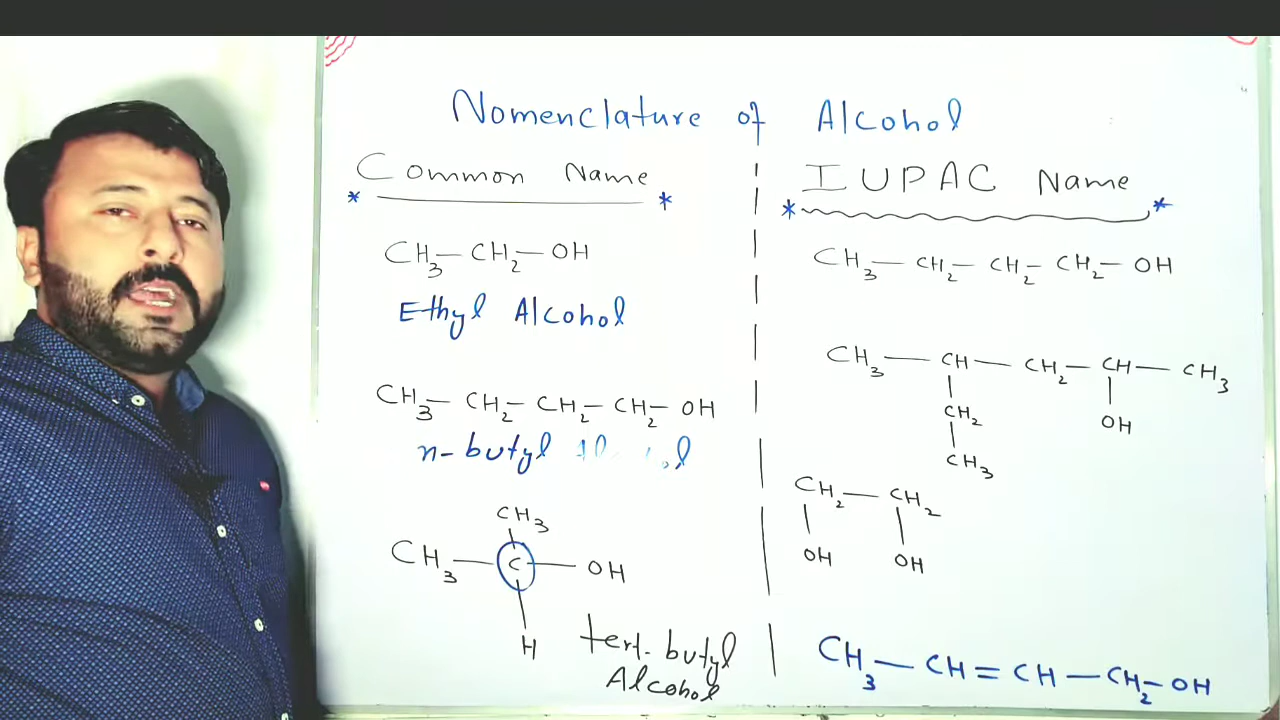 Nomenclature of Alcohol
Common Name
* *
CH3— CH2— OH
Ethyl Alcohol
CH3— CH2— CH2— CH2— OH
n-butyl
CH3
CH3— C — OH
H
tert. butyl
Alcohol
IUPAC Name
* *
CH3— CH2— CH2— CH2— OH
CH3— CH — CH2— CH— CH3
CH2 OH
CH3
CH2— CH2
OH OH
CH3— CH=CH — CH2— OH